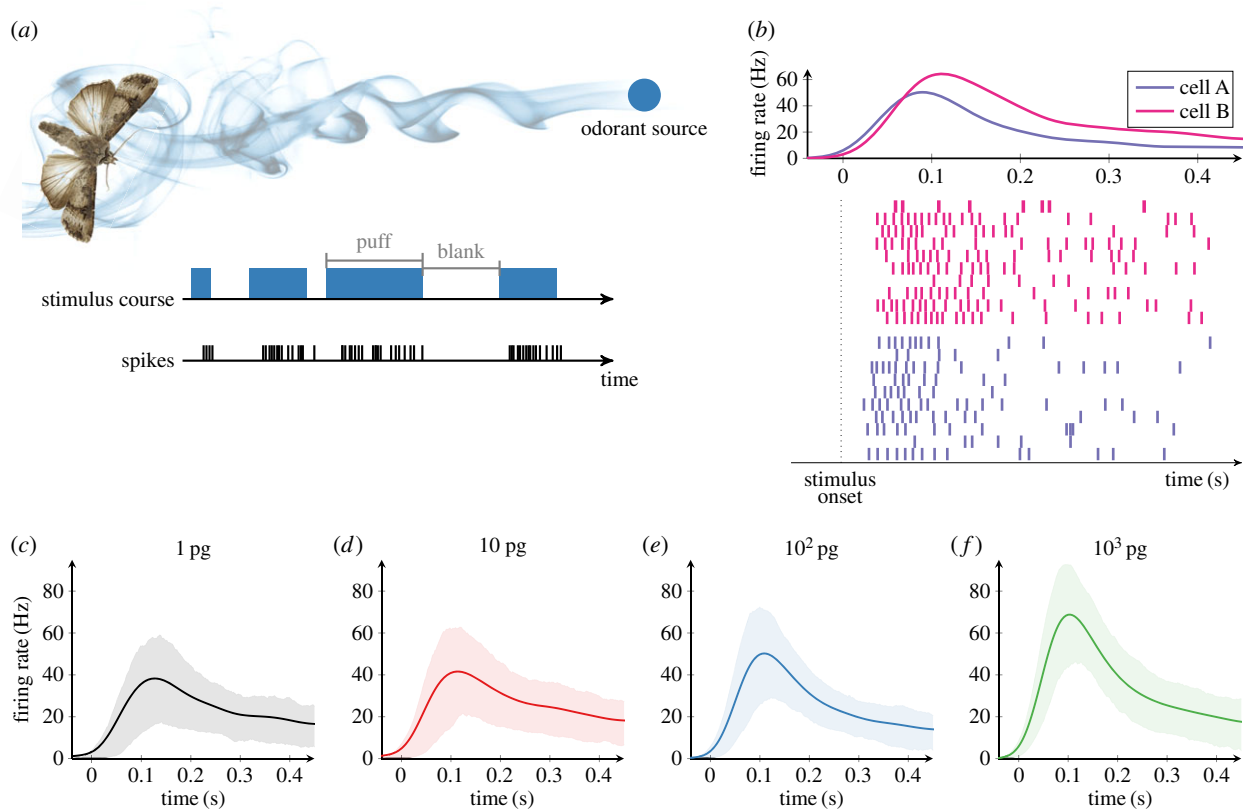 (a)
odorant source
puff
blank
stimulus course
spikes
time
(b)
firing rate (Hz)
60
40
20
0
cell A
cell B
0 0.1 0.2 0.3 0.4
stimulus
onset
time (s)
(c) 1 pg
firing rate (Hz)
80
60
40
20
0
0 0.1 0.2 0.3 0.4
time (s)
(d) 10 pg
80
60
40
20
0
0 0.1 0.2 0.3 0.4
time (s)
(e) 10² pg
80
60
40
20
0
0 0.1 0.2 0.3 0.4
time (s)
(f) 10³ pg
80
60
40
20
0
0 0.1 0.2 0.3 0.4
time (s)